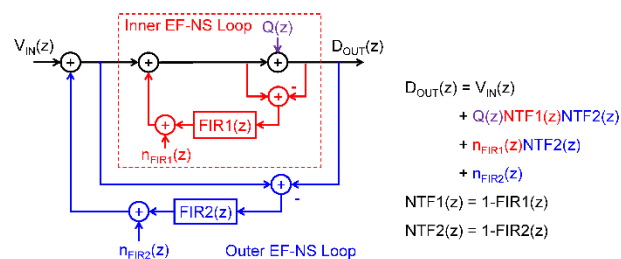 Inner EF-NS Loop
Q(z)
V_IN(z)
D_OUT(z)
+
+
+
-
+
FIR1(z)
+
n_FIR1(z)
+
-
FIR2(z)
+
n_FIR2(z)
Outer EF-NS Loop
D_OUT(z) = V_IN(z)
+ Q(z)NTF1(z)NTF2(z)
+ n_FIR1(z)NTF2(z)
+ n_FIR2(z)
NTF1(z) = 1-FIR1(z)
NTF2(z) = 1-FIR2(z)